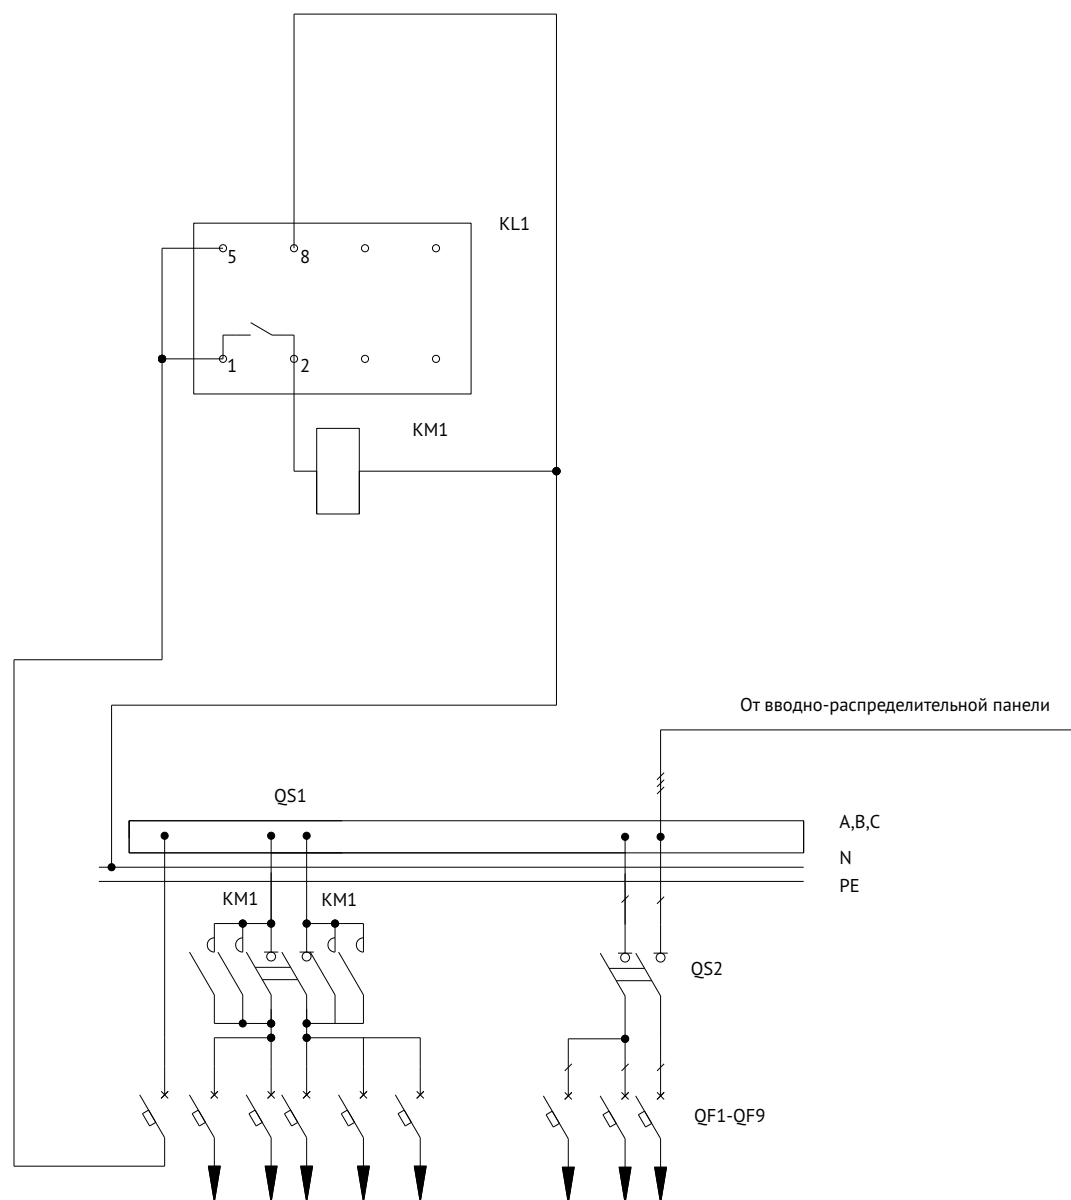 KL1
5
8
1
2
KM1
От вводно-распределительной панели
QS1
A,B,C
N
PE
KM1
KM1
QS2
QF1-QF9